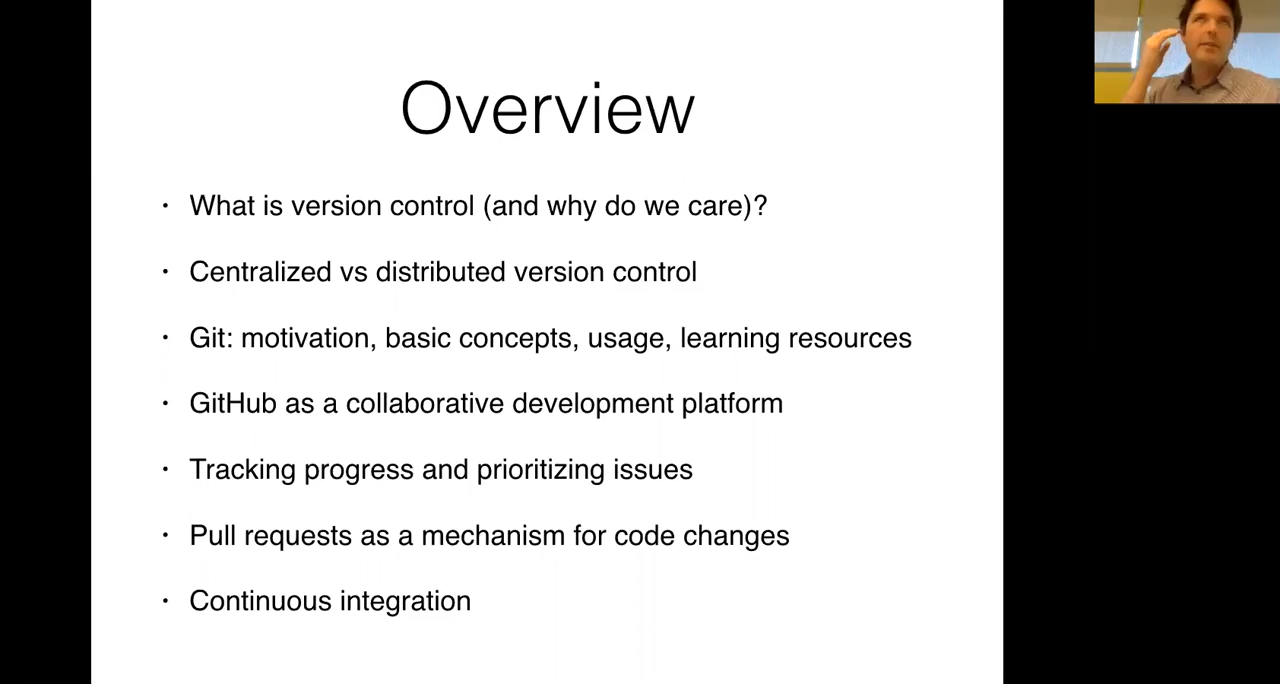 Overview
• What is version control (and why do we care)?
• Centralized vs distributed version control
• Git: motivation, basic concepts, usage, learning resources
• GitHub as a collaborative development platform
• Tracking progress and prioritizing issues
• Pull requests as a mechanism for code changes
• Continuous integration